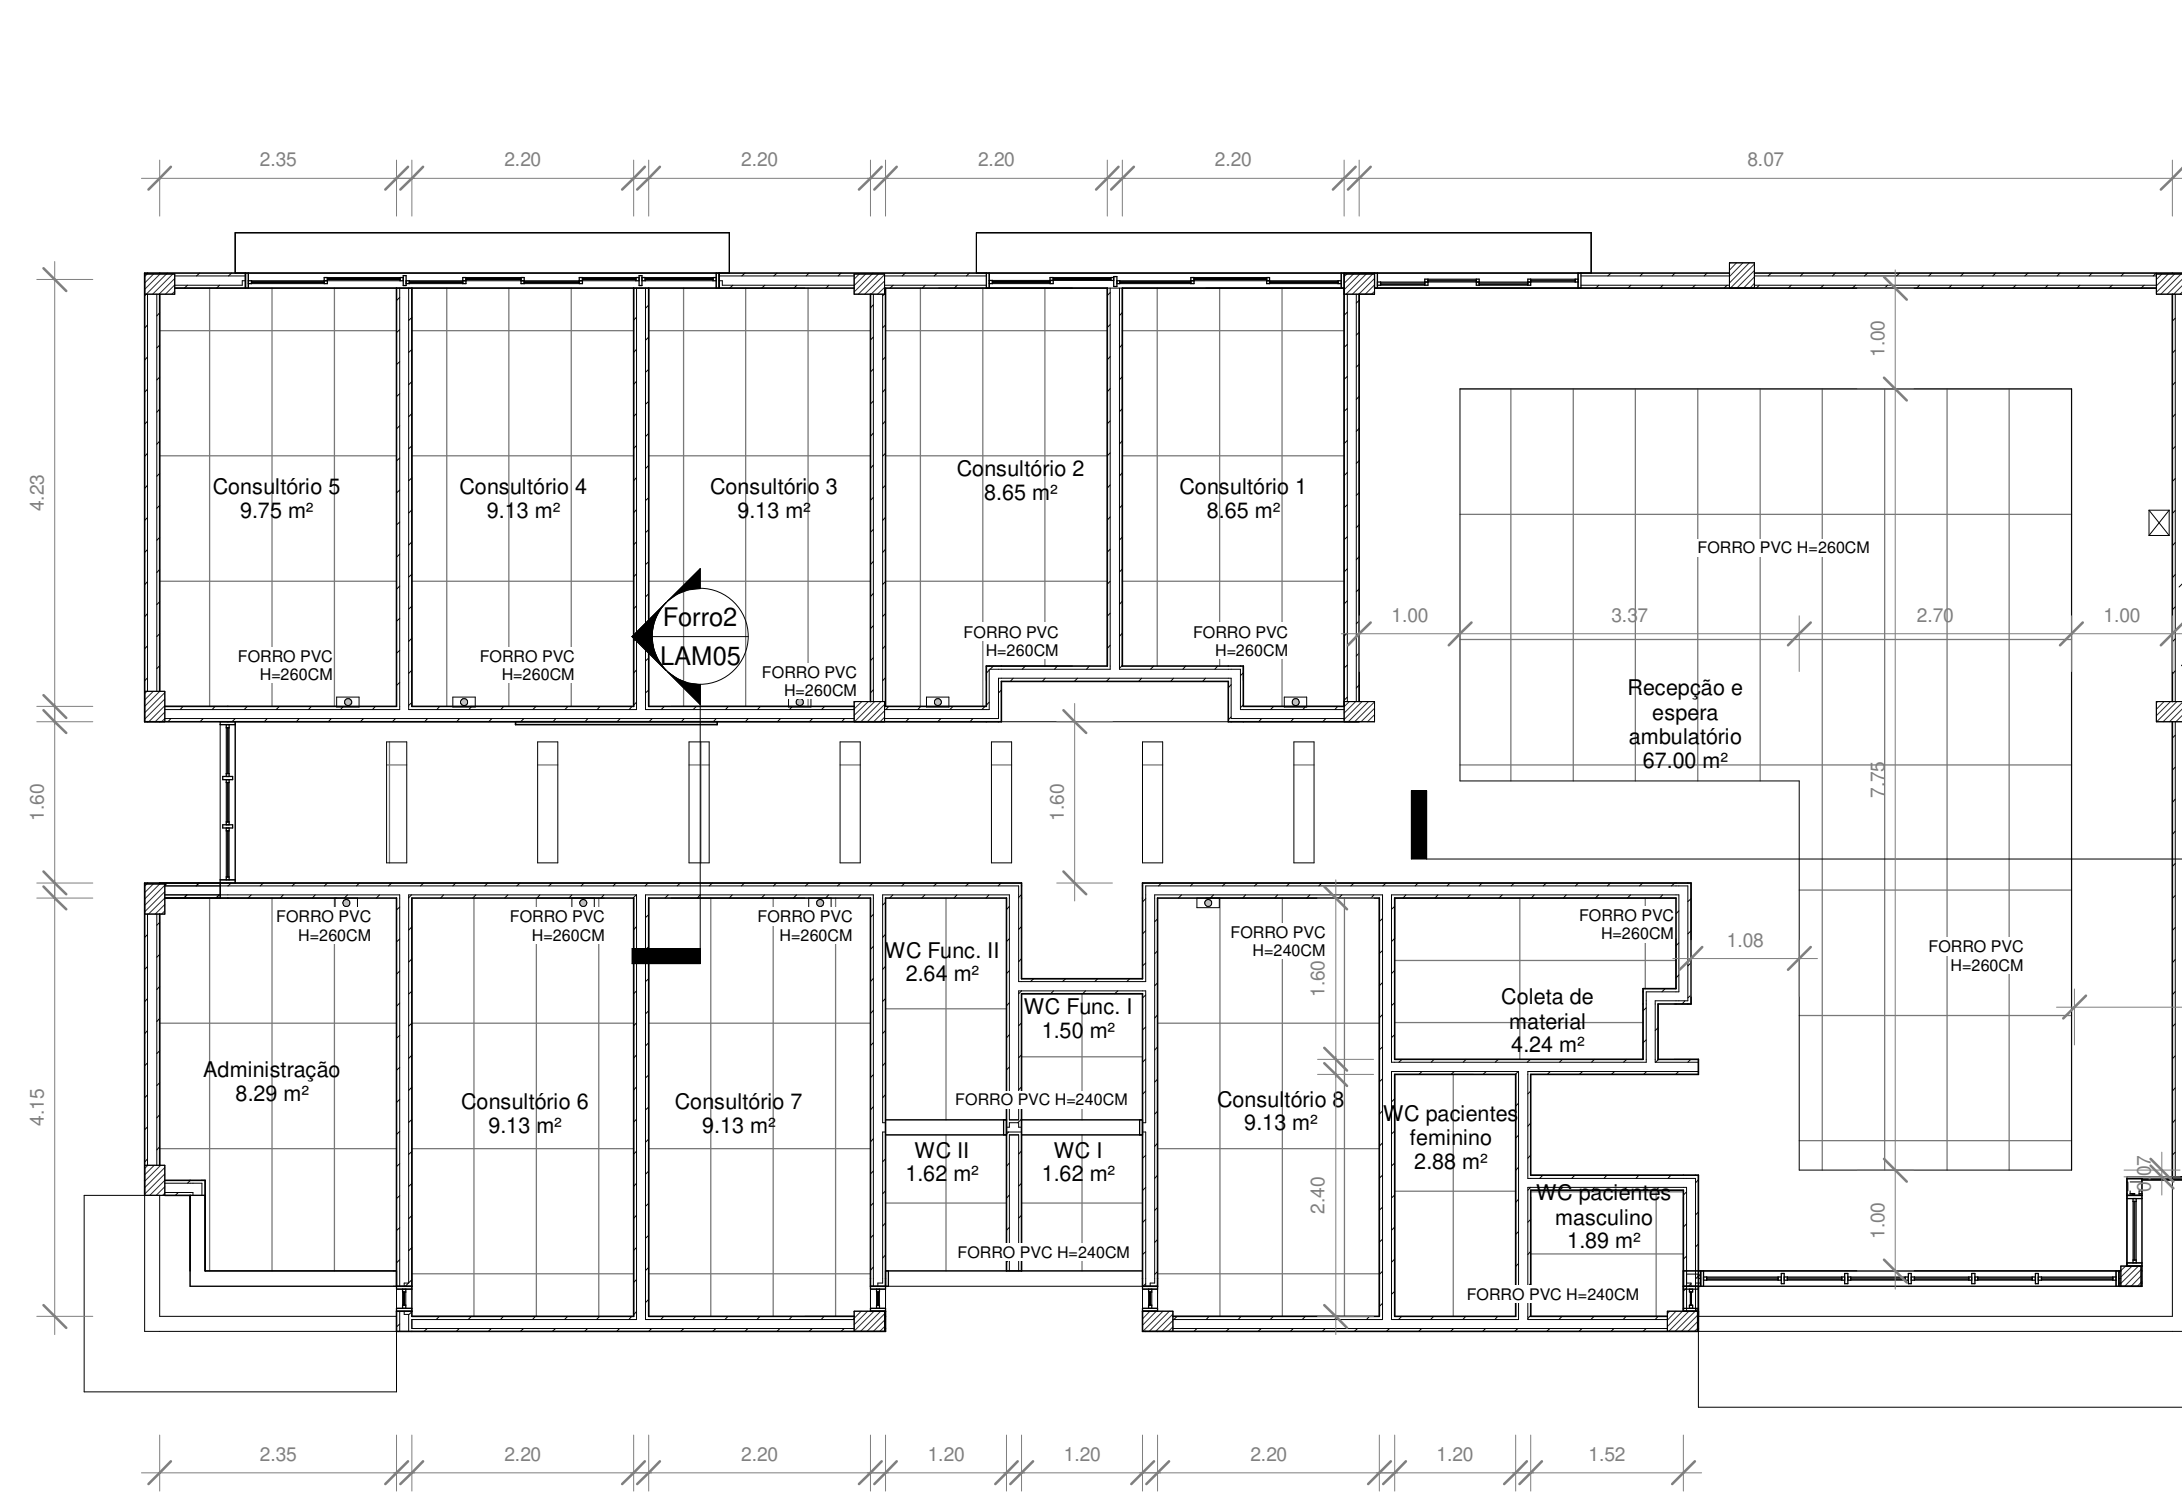 2.35
2.20
2.20
2.20
2.20
8.07
4.23
1.60
4.15
Consultório 5
9.75 m²
FORRO PVC
H=260CM
Consultório 4
9.13 m²
FORRO PVC
H=260CM
Consultório 3
9.13 m²
FORRO PVC
H=260CM
Forro2
LAM05
Consultório 2
8.65 m²
FORRO PVC
H=260CM
Consultório 1
8.65 m²
FORRO PVC
H=260CM
1.00
FORRO PVC H=260CM
1.00
3.37
2.70
1.00
Recepção e
espera
ambulatório
67.00 m²
7.75
1.60
FORRO PVC
H=260CM
Administração
8.29 m²
FORRO PVC
H=260CM
Consultório 6
9.13 m²
FORRO PVC
H=260CM
Consultório 7
9.13 m²
WC Func. II
2.64 m²
WC Func. I
1.50 m²
FORRO PVC H=240CM
WC II
1.62 m²
WC I
1.62 m²
FORRO PVC H=240CM
FORRO PVC
H=240CM
1.60
Consultório 8
9.13 m²
2.40
FORRO PVC
H=260CM
Coleta de
material
4.24 m²
1.08
FORRO PVC
H=260CM
WC pacientes
feminino
2.88 m²
WC pacientes
masculino
1.89 m²
FORRO PVC H=240CM
1.00
2.35
2.20
2.20
1.20
1.20
2.20
1.20
1.52